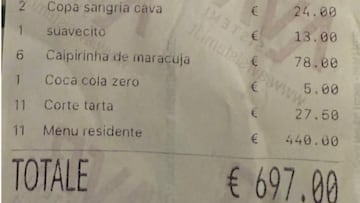 2 Copa sangria cava € 24.00
1 suavecito € 13.00
6 Caipirinha de maracuja € 78.00
1 Coca cola zero € 5.00
11 Corte tarta € 27.50
11 Menu residente € 440.00
TOTALE € 697.00